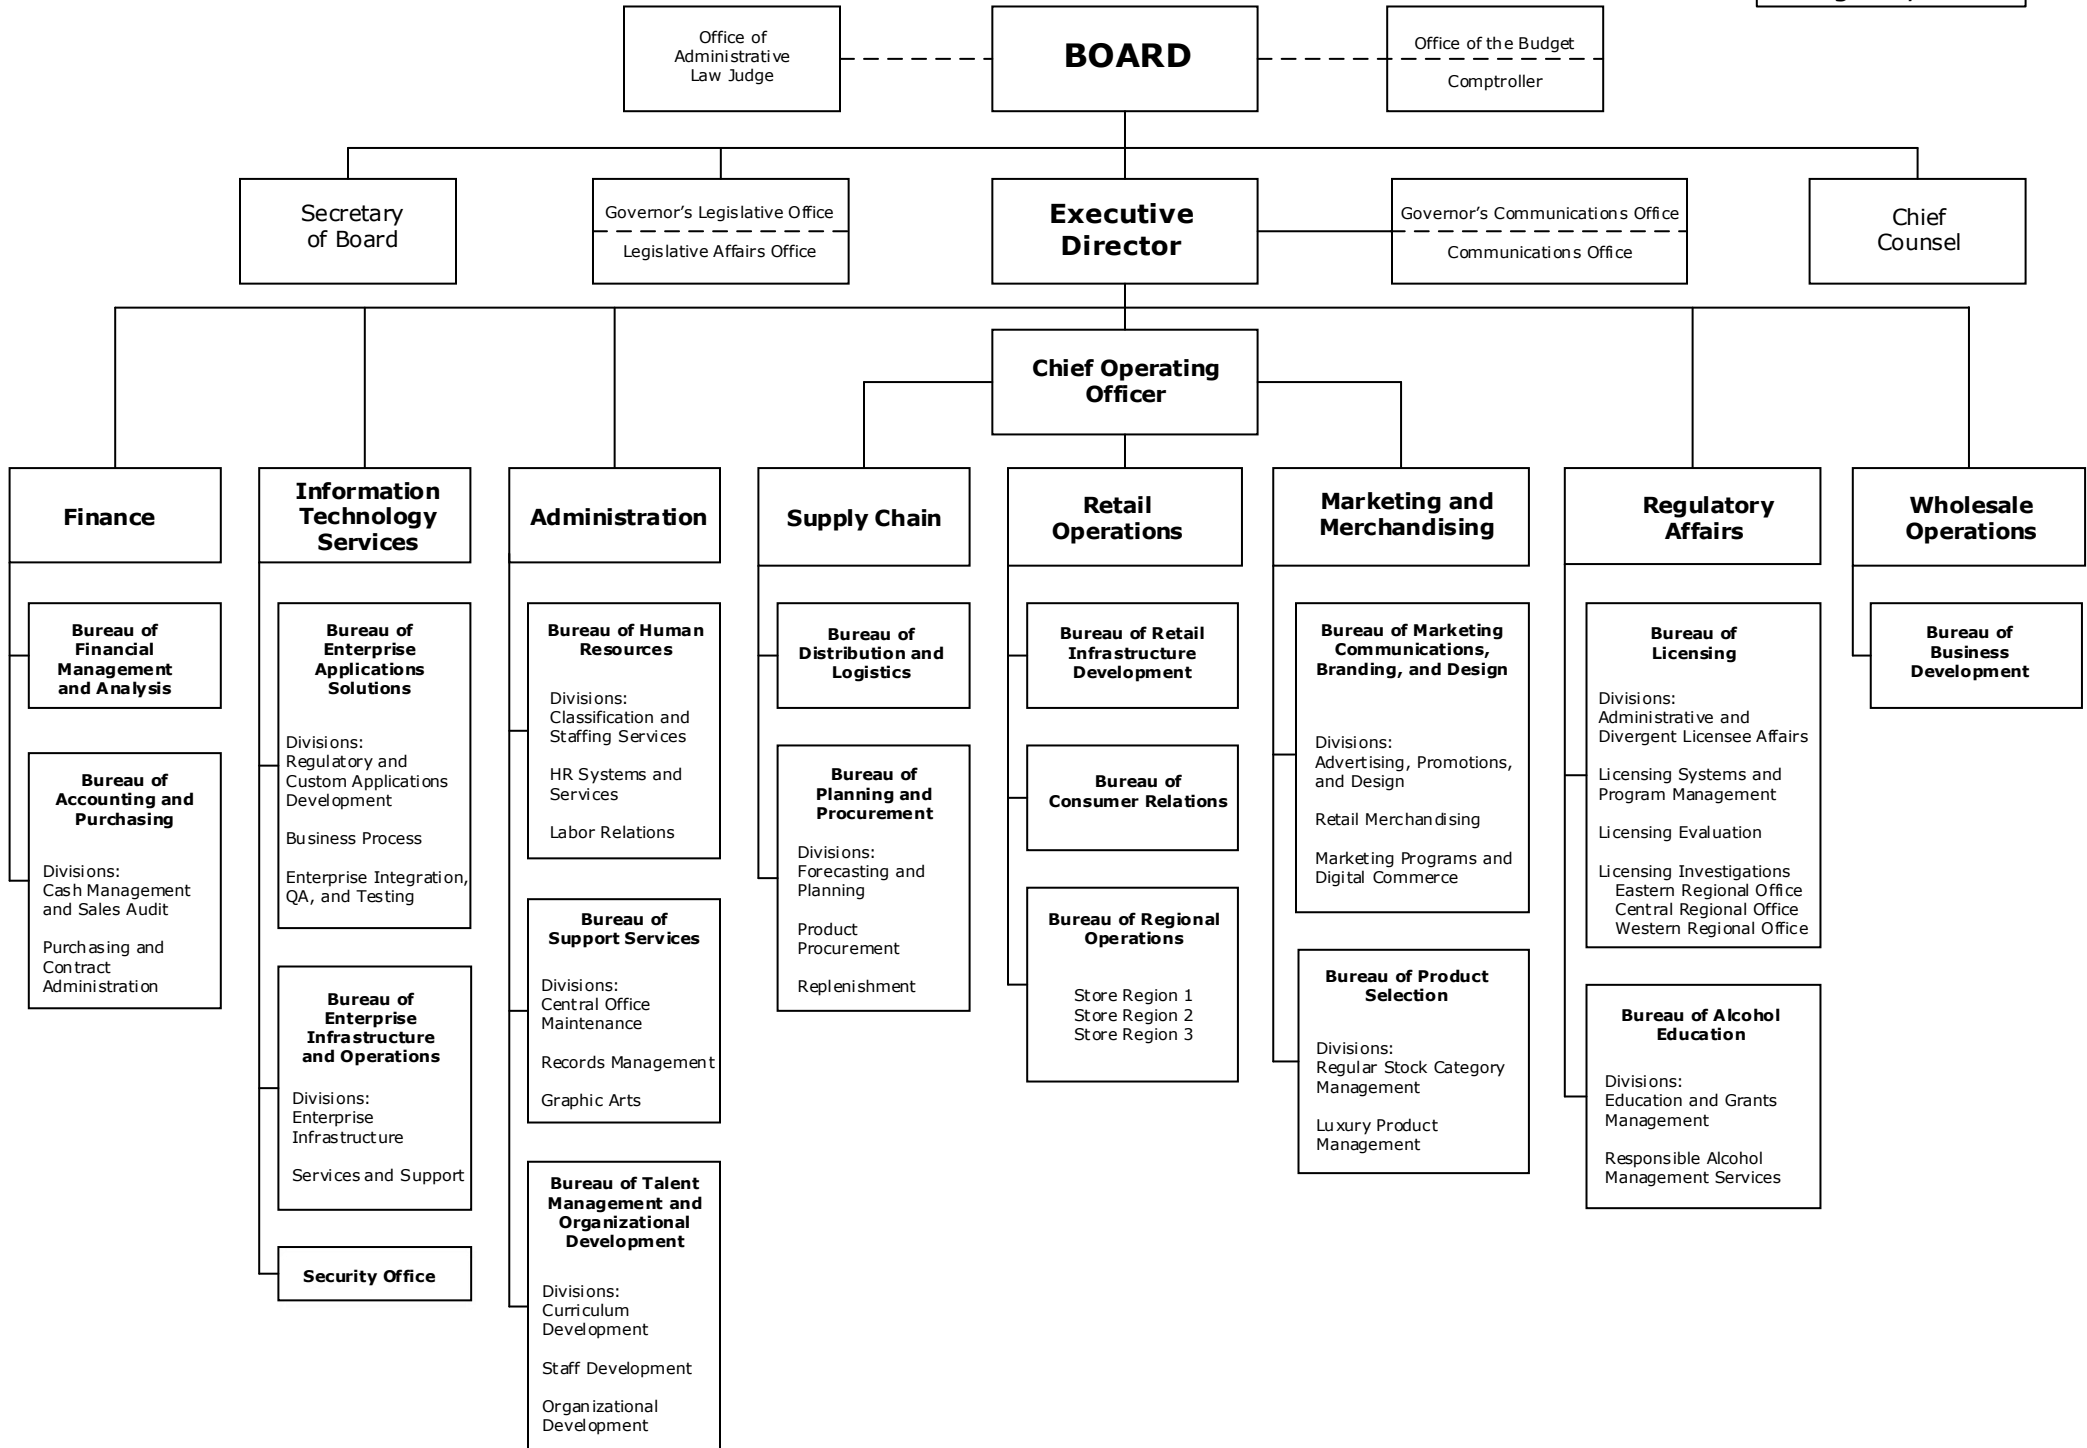 Office of
Administrative
Law Judge
BOARD
Office of the Budget
Comptroller
Secretary
of Board
Governor's Legislative Office
Legislative Affairs Office
Executive
Director
Governor's Communications Office
Communications Office
Chief
Counsel
Chief Operating
Officer
Finance
Information
Technology
Services
Administration
Supply Chain
Retail
Operations
Marketing and
Merchandising
Regulatory
Affairs
Wholesale
Operations
Bureau of
Financial
Management
and Analysis
Bureau of
Accounting and
Purchasing
Divisions:
Cash Management
and Sales Audit
Purchasing and
Contract
Administration
Bureau of
Enterprise
Applications
Solutions
Divisions:
Regulatory and
Custom Applications
Development
Business Process
Enterprise Integration,
QA, and Testing
Bureau of
Enterprise
Infrastructure
and Operations
Divisions:
Enterprise
Infrastructure
Services and Support
Security Office
Bureau of Human
Resources
Divisions:
Classification and
Staffing Services
HR Systems and
Services
Labor Relations
Bureau of
Support Services
Divisions:
Central Office
Maintenance
Records Management
Graphic Arts
Bureau of Talent
Management and
Organizational
Development
Divisions:
Curriculum
Development
Staff Development
Organizational
Development
Bureau of
Distribution and
Logistics
Bureau of
Planning and
Procurement
Divisions:
Forecasting and
Planning
Product
Procurement
Replenishment
Bureau of Retail
Infrastructure
Development
Bureau of
Consumer Relations
Bureau of Regional
Operations
Store Region 1
Store Region 2
Store Region 3
Bureau of Marketing
Communications,
Branding, and Design
Divisions:
Advertising, Promotions,
and Design
Retail Merchandising
Marketing Programs and
Digital Commerce
Bureau of Product
Selection
Divisions:
Regular Stock Category
Management
Luxury Product
Management
Bureau of
Licensing
Divisions:
Administrative and
Divergent Licensee Affairs
Licensing Systems and
Program Management
Licensing Evaluation
Licensing Investigations
Eastern Regional Office
Central Regional Office
Western Regional Office
Bureau of Alcohol
Education
Divisions:
Education and Grants
Management
Responsible Alcohol
Management Services
Bureau of
Business
Development